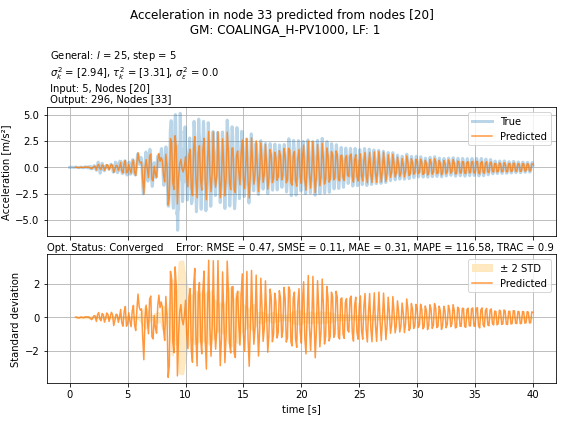 Acceleration in node 33 predicted from nodes [20]
GM: COALINGA_H-PV1000, LF: 1
General: l = 25, step = 5
σ²ₖ = [2.94], τ²ₖ = [3.31], σ²ε = 0.0
Input: 5, Nodes [20]
Output: 296, Nodes [33]
Acceleration [m/s²]
5.0
2.5
0.0
−2.5
−5.0
True
Predicted
Opt. Status: Converged Error: RMSE = 0.47, SMSE = 0.11, MAE = 0.31, MAPE = 116.58, TRAC = 0.9
Standard deviation
2
0
−2
± 2 STD
Predicted
0 5 10 15 20 25 30 35 40
time [s]